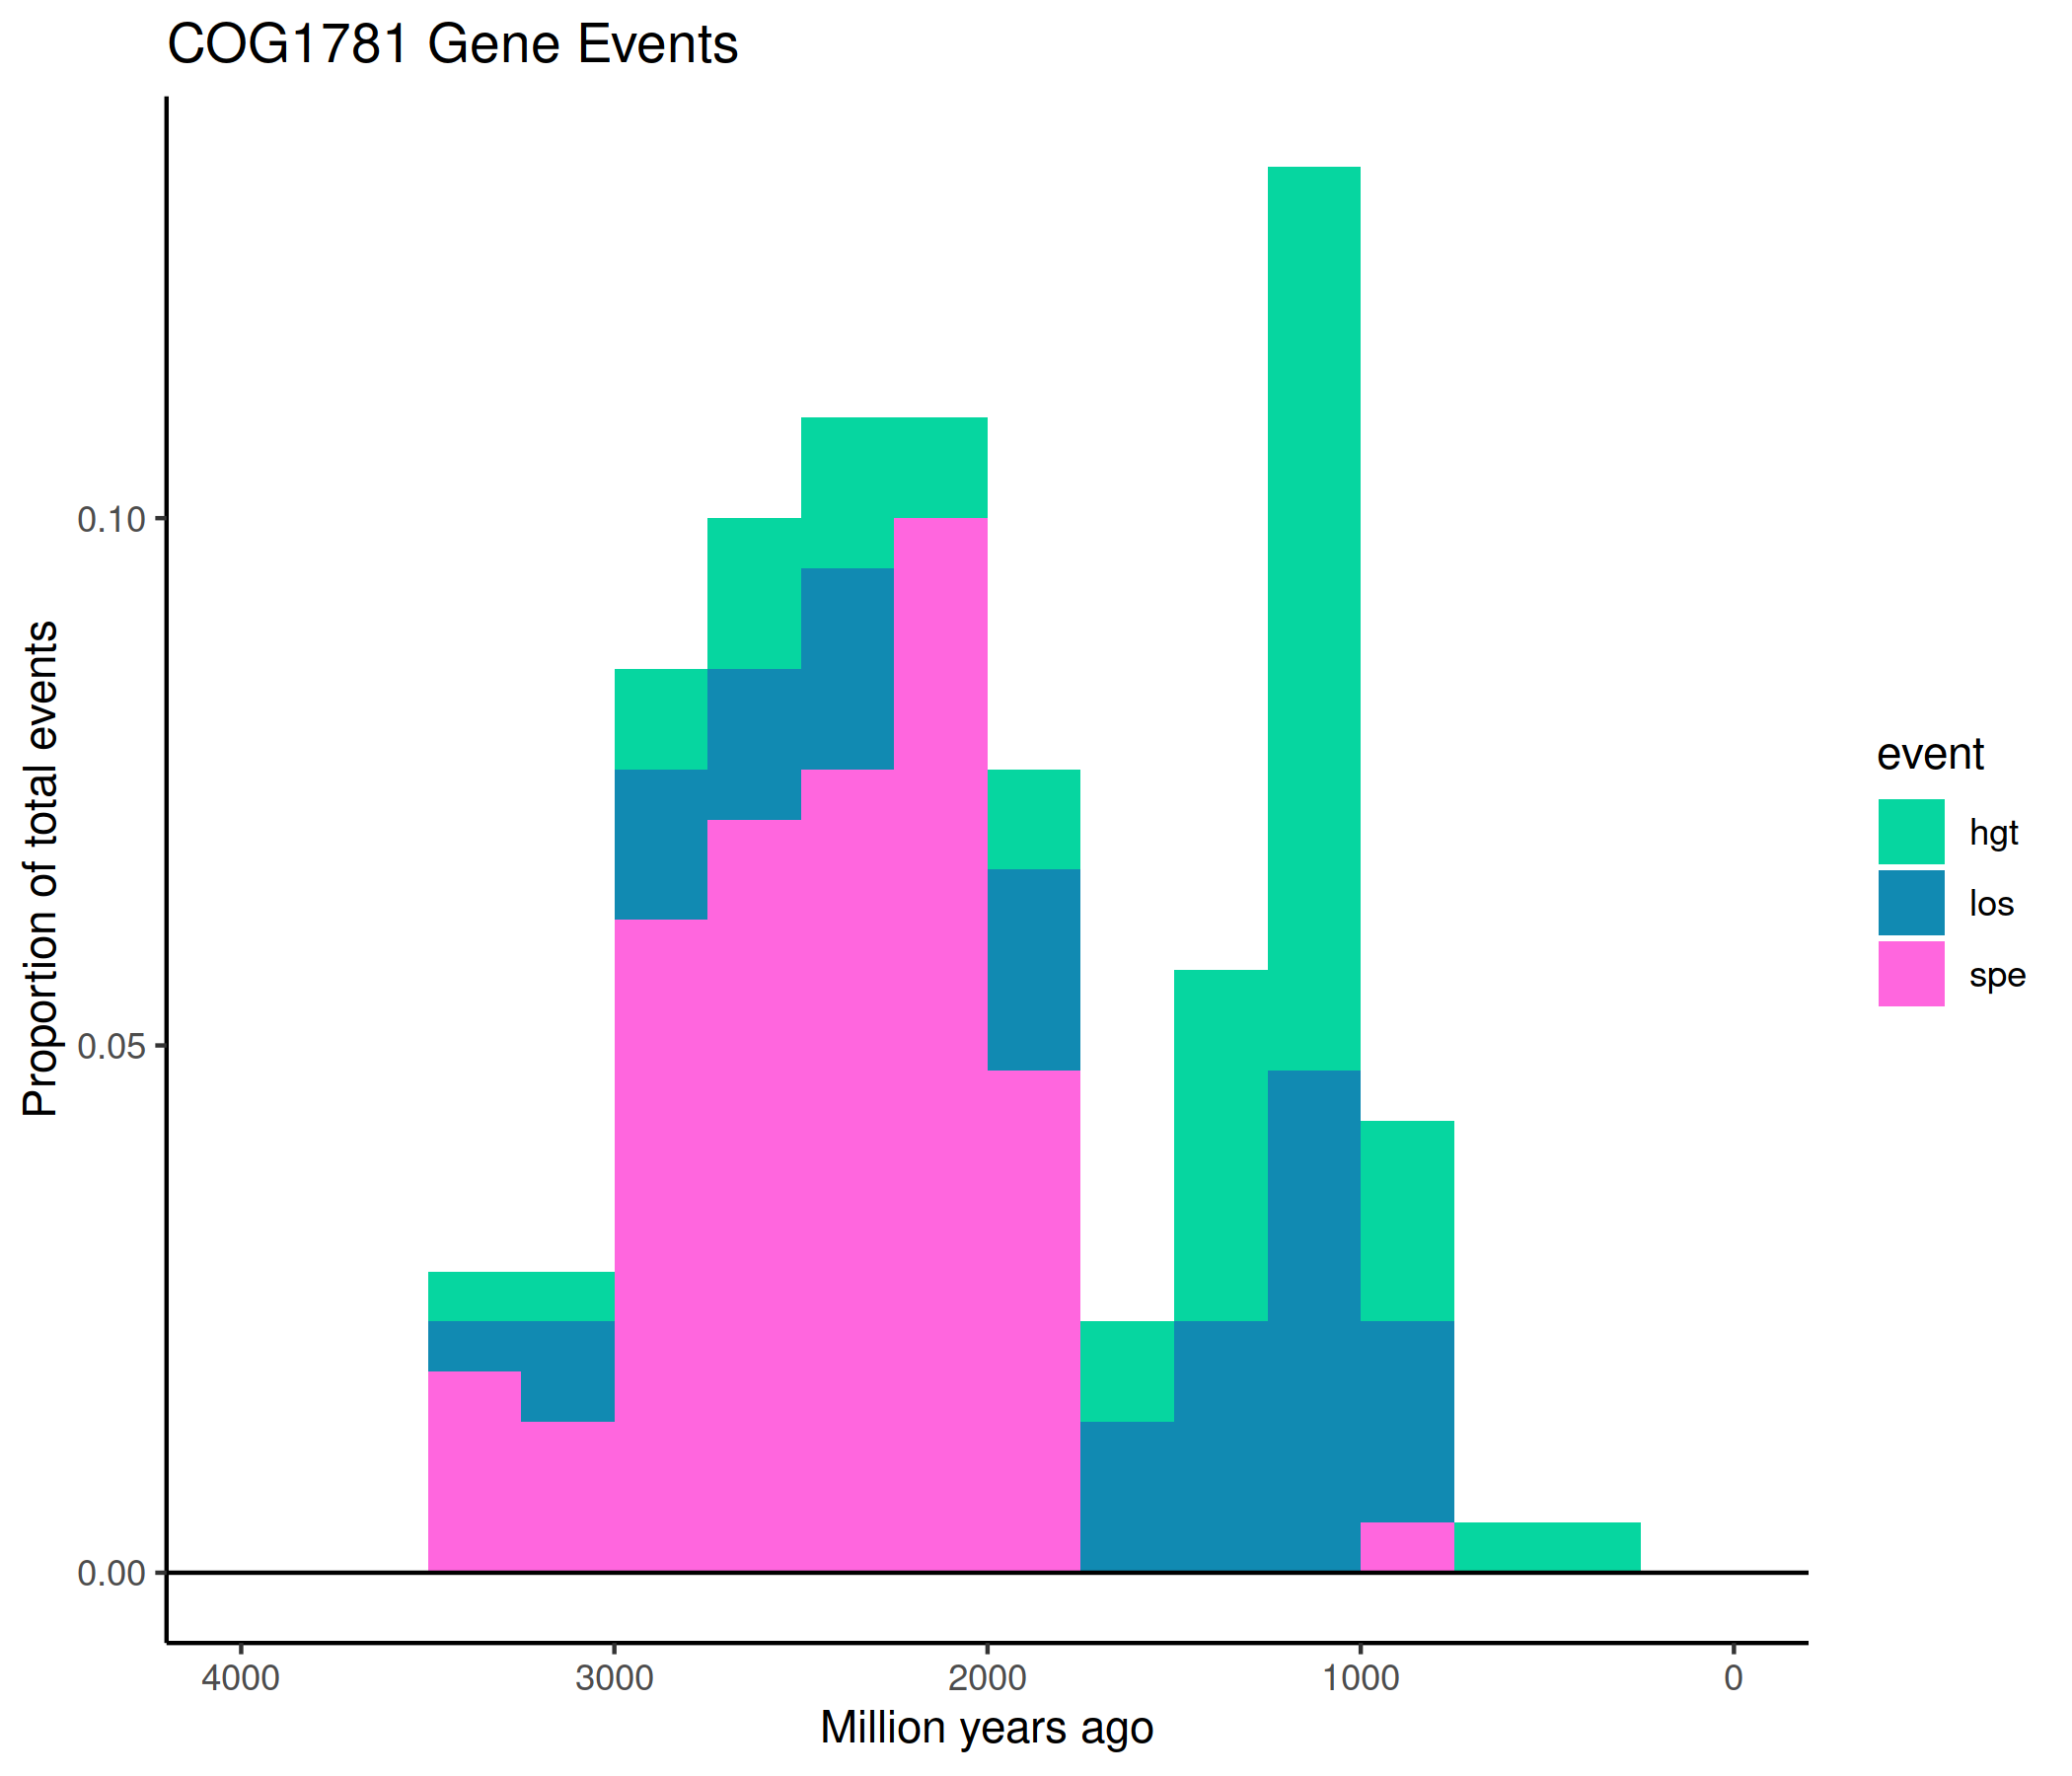 COG1781 Gene Events
Proportion of total events
0.10
0.05
0.00
4000 3000 2000 1000 0
Million years ago
event
hgt
los
spe